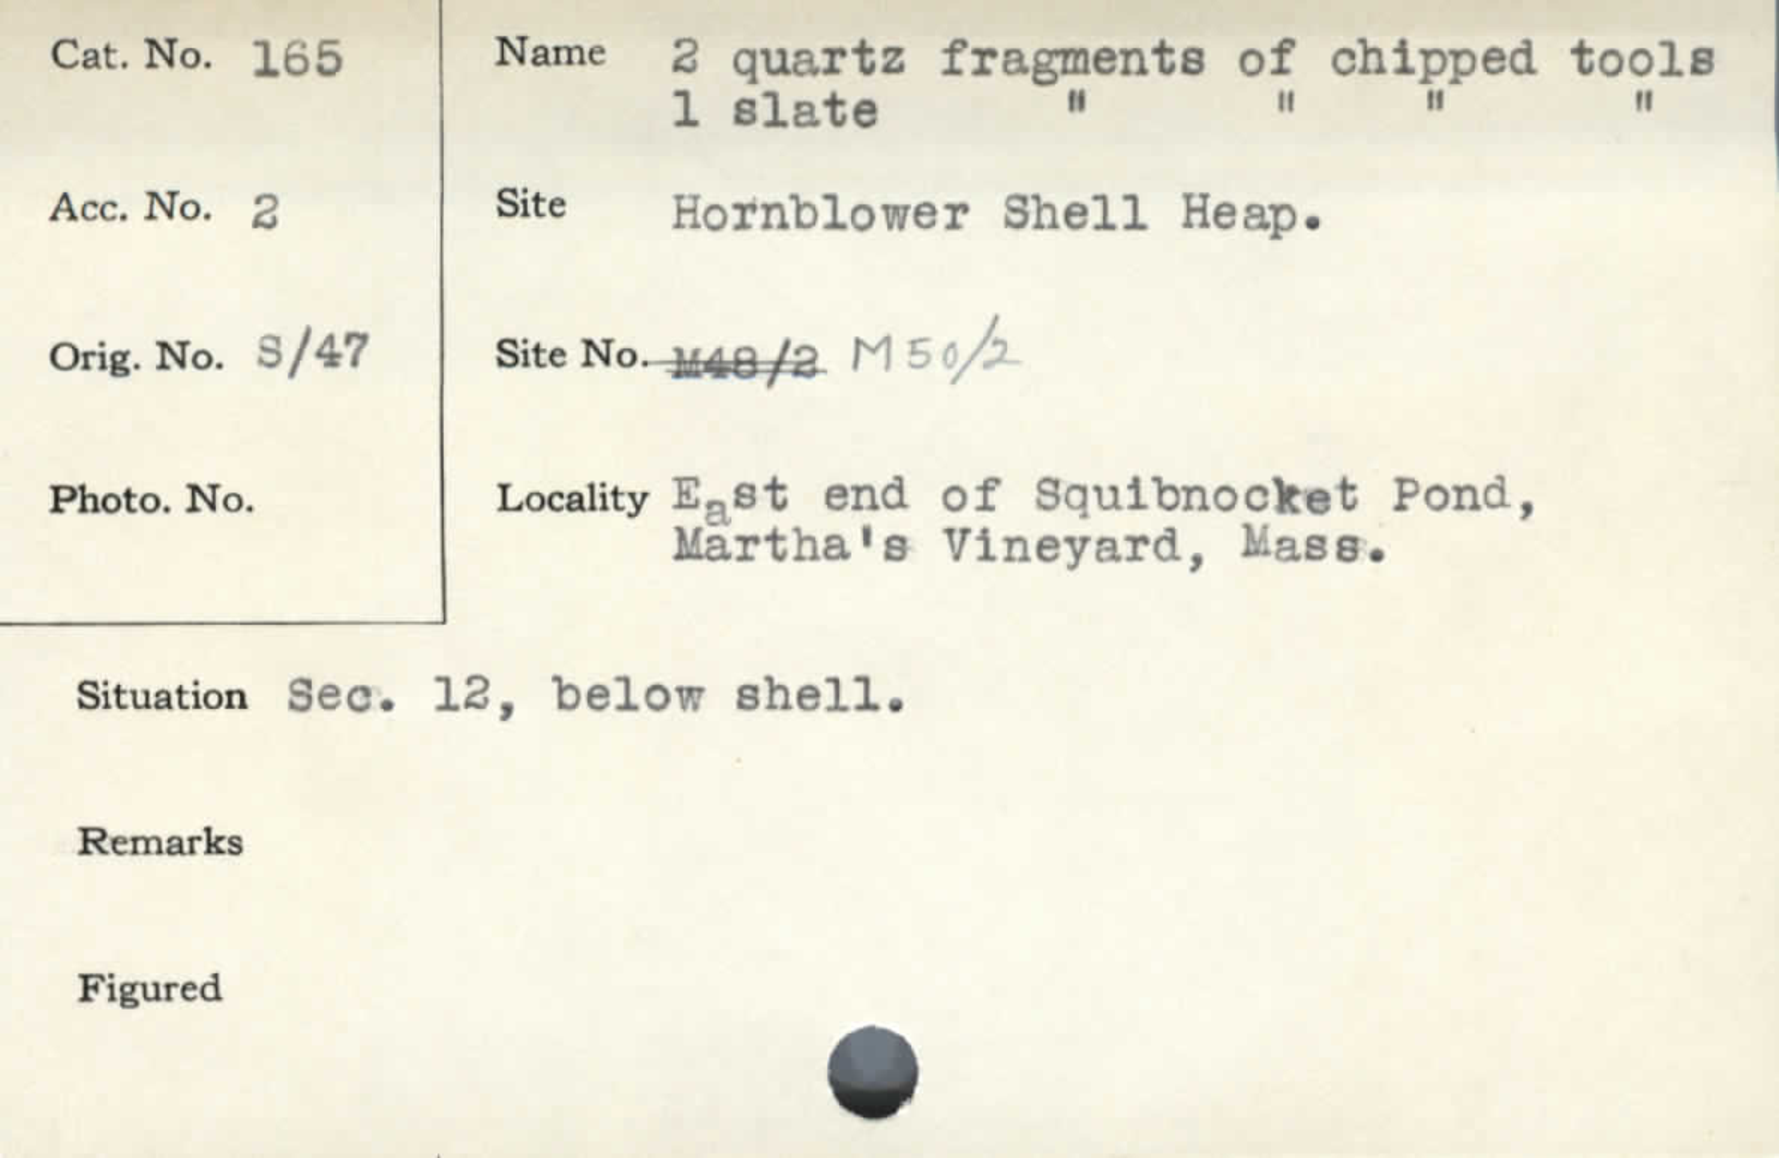 Cat. No. 165
Name 2 quartz fragments of chipped tools
1 slate " " " "
Acc. No. 2
Site Hornblower Shell Heap.
Orig. No. S/47
Site No. M48/2 M50/2
Photo. No.
Locality East end of Squibnocket Pond,
Martha's Vineyard, Mass.
Situation Sec. 12, below shell.
Remarks
Figured